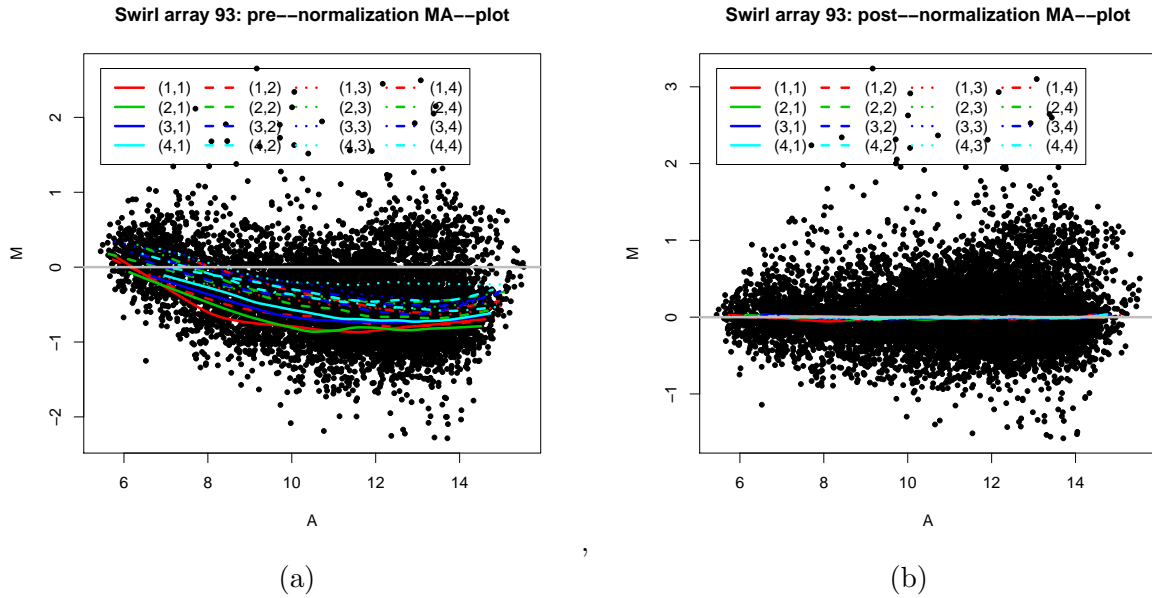 Swirl array 93: pre−−normalization MA−−plot
2
1
0
−1
−2
M
(1,1) (1,2) (1,3) (1,4)
(2,1) (2,2) (2,3) (2,4)
(3,1) (3,2) (3,3) (3,4)
(4,1) (4,2) (4,3) (4,4)
6 8 10 12 14
A
(a)
,
Swirl array 93: post−−normalization MA−−plot
3
2
1
0
−1
M
(1,1) (1,2) (1,3) (1,4)
(2,1) (2,2) (2,3) (2,4)
(3,1) (3,2) (3,3) (3,4)
(4,1) (4,2) (4,3) (4,4)
6 8 10 12 14
A
(b)